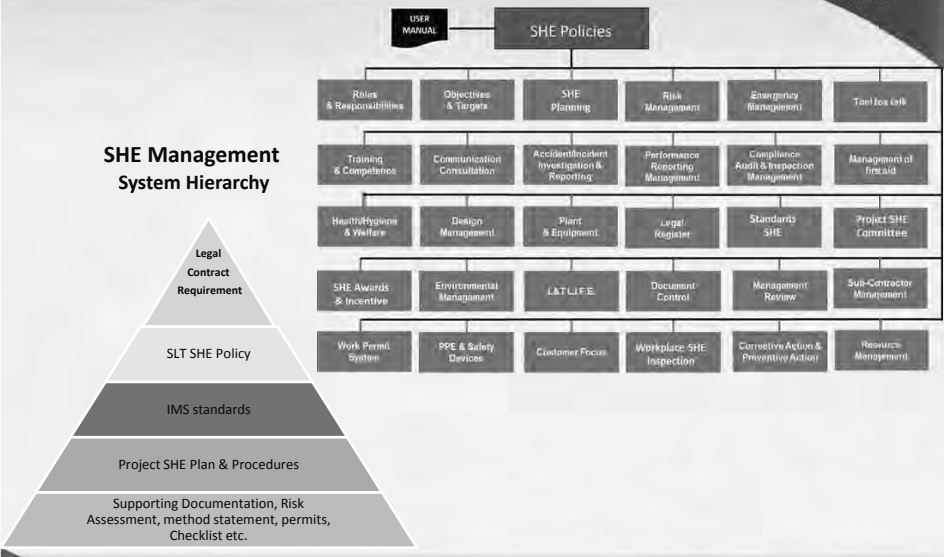 USER
MANUAL
SHE Policies
Roles
& Responsibilities
Objectives
& Targets
SHE
Planning
Risk
Management
Emergency
Management
Tool box talk
Training
& Competence
Communication
Consultation
Accident/Incident
Investigation &
Reporting
Performance
Reporting
Management
Compliance
Audit & Inspection
Management
Management of
first aid
Health/Hygiene
& Welfare
Design
Management
Plant
& Equipment
Legal
Register
Standards
SHE
Project SHE
Committee
SHE Awards
& Incentive
Environmental
Management
L&T L.I.F.E.
Document
Control
Management
Review
Sub-Contractor
Management
Work Permit
System
PPE & Safety
Devices
Customer Focus
Workplace SHE
Inspection
Corrective Action &
Preventive Action
Resource
Management
SHE Management
System Hierarchy
Legal
Contract
Requirement
SLT SHE Policy
IMS standards
Project SHE Plan & Procedures
Supporting Documentation, Risk
Assessment, method statement, permits,
Checklist etc.